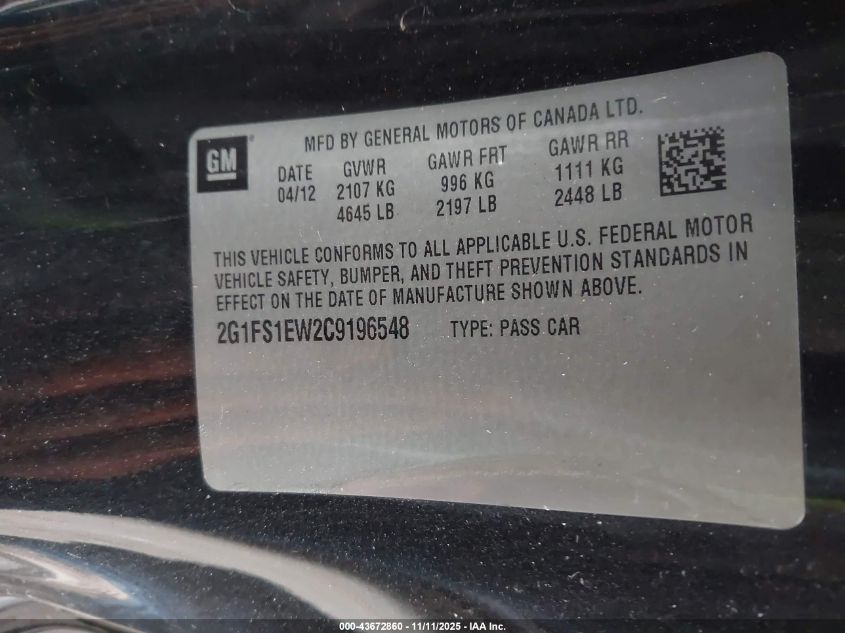 MFD BY GENERAL MOTORS OF CANADA LTD.
GM
DATE GVWR GAWR FRT GAWR RR
04/12 2107 KG 996 KG 1111 KG
4645 LB 2197 LB 2448 LB
THIS VEHICLE CONFORMS TO ALL APPLICABLE U.S. FEDERAL MOTOR
VEHICLE SAFETY, BUMPER, AND THEFT PREVENTION STANDARDS IN
EFFECT ON THE DATE OF MANUFACTURE SHOWN ABOVE.
2G1FS1EW2C9196548 TYPE: PASS CAR
000-43672860 - 11/11/2025 - IAA Inc.